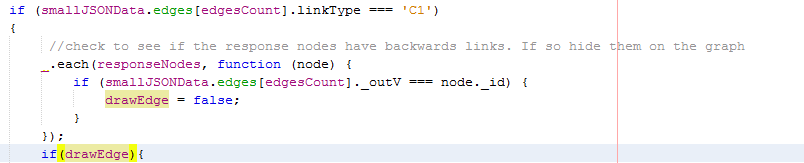 if (smallJSONData.edges[edgesCount].linkType === 'C1')
{
//check to see if the response nodes have backwards links. If so hide them on the graph
_.each(responseNodes, function (node) {
if (smallJSONData.edges[edgesCount]._outV === node._id) {
drawEdge = false;
}
});
if(drawEdge){